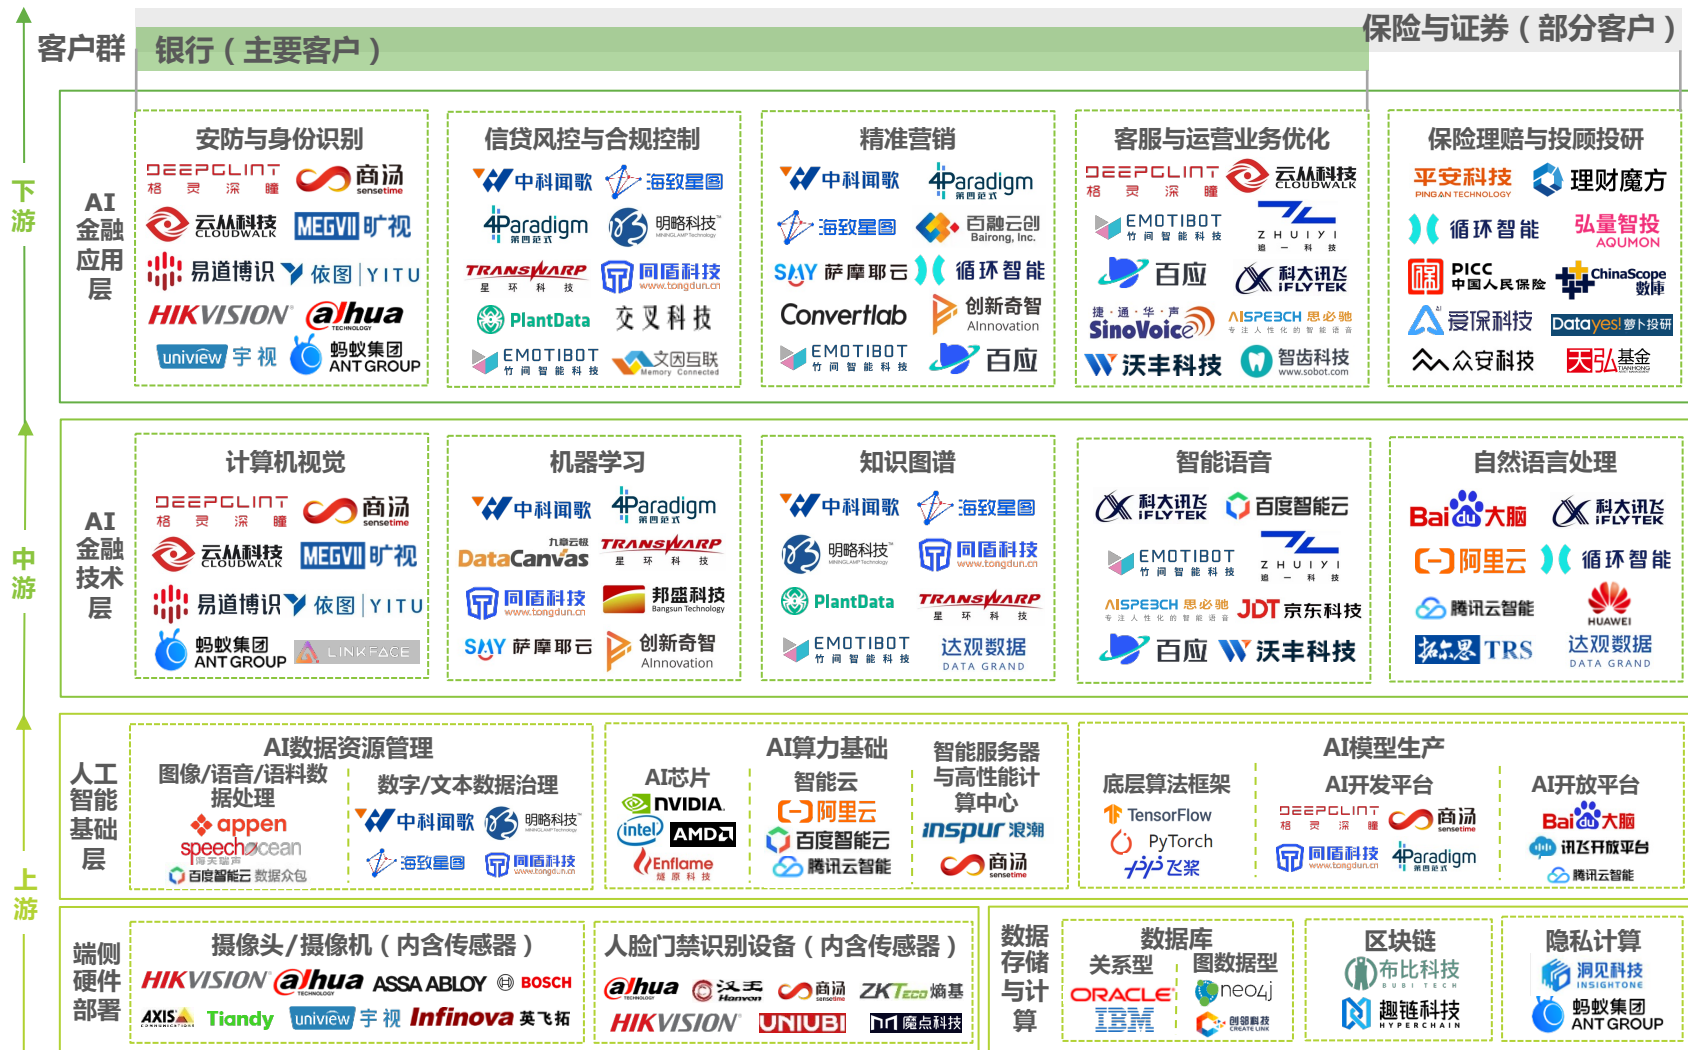 客户群
银行（主要客户）
保险与证券（部分客户）
下游
AI
金融
应用
层
安防与身份识别
DEEPGLINT
格灵深瞳
商汤
sensetime
云从科技
CLOUDWALK
MEGVII 旷视
易道博识
依图 | YITU
HIKVISION
alhua
TECHNOLOGY
uniview 宇视
蚂蚁集团
ANT GROUP
信贷风控与合规控制
中科闻歌
海致星图
4Paradigm
第四范式
明略科技
MININGLAMP Technology
TRANSWARP
星环科技
同盾科技
www.tongdun.cn
PlantData
交叉科技
EMOTIBOT
竹间智能科技
文因互联
Memory Connected
精准营销
中科闻歌
4Paradigm
第四范式
海致星图
百融云创
Bairong, Inc.
SMY 萨摩耶云
循环智能
Convertlab
创新奇智
AInnovation
EMOTIBOT
竹间智能科技
百应
客服与运营业务优化
DEEPGLINT
格灵深瞳
云从科技
CLOUDWALK
EMOTIBOT
竹间智能科技
ZHUIYI
追一科技
百应
科大讯飞
iFLYTEK
捷·通·华·声
SinoVoice
AISPEECH 思必驰
专注人性化的智能语音
沃丰科技
智齿科技
www.sobot.com
保险理赔与投顾投研
平安科技
PINGAN TECHNOLOGY
理财魔方
循环智能
弘量智投
AQUMON
PICC
中国人民保险
ChinaScope
数库
爱保科技
Datayes! 萝卜投研
众安科技
天弘基金
TIANHONG
中游
AI
金融
技术
层
计算机视觉
DEEPGLINT
格灵深瞳
商汤
sensetime
云从科技
CLOUDWALK
MEGVII 旷视
易道博识
依图 | YITU
蚂蚁集团
ANT GROUP
LINKFACE
机器学习
中科闻歌
4Paradigm
第四范式
九章云极
DataCanvas
TRANSWARP
星环科技
同盾科技
www.tongdun.cn
邦盛科技
Bangsun Technology
SMY 萨摩耶云
创新奇智
AInnovation
知识图谱
中科闻歌
海致星图
明略科技
MININGLAMP Technology
同盾科技
www.tongdun.cn
PlantData
TRANSWARP
星环科技
EMOTIBOT
竹间智能科技
达观数据
DATA GRAND
智能语音
科大讯飞
iFLYTEK
百度智能云
EMOTIBOT
竹间智能科技
ZHUIYI
追一科技
AISPEECH 思必驰
专注人性化的智能语音
JDT 京东科技
百应
沃丰科技
自然语言处理
Baidu大脑
科大讯飞
iFLYTEK
阿里云
循环智能
腾讯云智能
HUAWEI
拓尔思 TRS
达观数据
DATA GRAND
上游
人工
智能
基础
层
AI数据资源管理
图像/语音/语料数
据处理
appen
speechocean
海天瑞声
百度智能云 数据众包
数字/文本数据治理
中科闻歌
明略科技
MININGLAMP Technology
海致星图
同盾科技
www.tongdun.cn
AI算力基础
AI芯片
NVIDIA
intel
AMD
Enflame
燧原科技
智能云
阿里云
百度智能云
腾讯云智能
智能服务器
与高性能计
算中心
inspur 浪潮
商汤
sensetime
AI模型生产
底层算法框架
TensorFlow
PyTorch
飞桨
AI开发平台
DEEPGLINT
格灵深瞳
商汤
sensetime
同盾科技
www.tongdun.cn
4Paradigm
第四范式
AI开放平台
Baidu大脑
讯飞开放平台
腾讯云智能
端侧
硬件
部署
摄像头/摄像机（内含传感器）
HIKVISION
alhua
TECHNOLOGY
ASSA ABLOY
BOSCH
AXIS
COMMUNICATIONS
Tiandy
uniview 宇视
Infinova 英飞拓
人脸门禁识别设备（内含传感器）
alhua
TECHNOLOGY
汉王
Hanvon
商汤
sensetime
ZKTeco 熵基
HIKVISION
UNIUBI
魔点科技
数据
存储
与计
算
数据库
关系型
ORACLE
IBM
图数据型
neo4j
创邻科技
CREATE LINK
区块链
布比科技
BUBI TECH
趣链科技
HYPERCHAIN
隐私计算
洞见科技
INSIGHTONE
蚂蚁集团
ANT GROUP